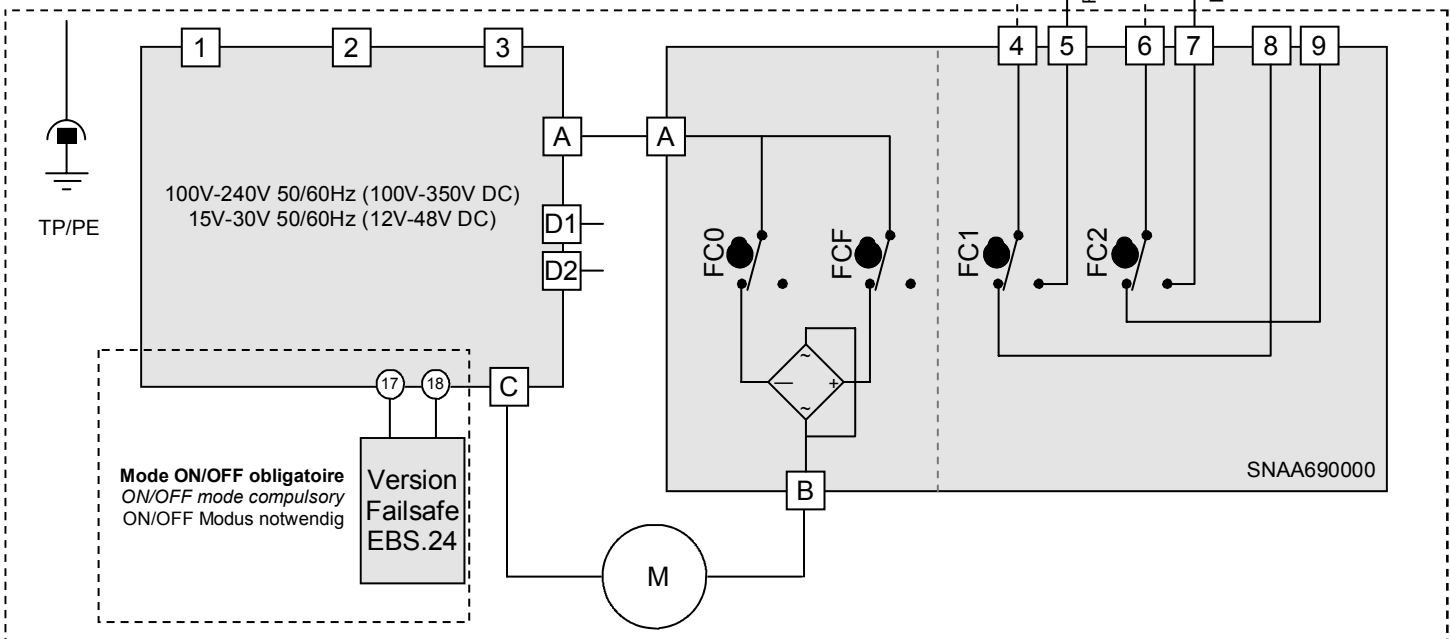 1
2
3
4
5
6
7
8
9
A
A
100V-240V 50/60Hz (100V-350V DC)
15V-30V 50/60Hz (12V-48V DC)
TP/PE
D1
D2
FC0
FCF
FC1
FC2
~
— +
~
17
18
C
Mode ON/OFF obligatoire
ON/OFF mode compulsory
ON/OFF Modus notwendig
Version
Failsafe
EBS.24
SNAA690000
B
M